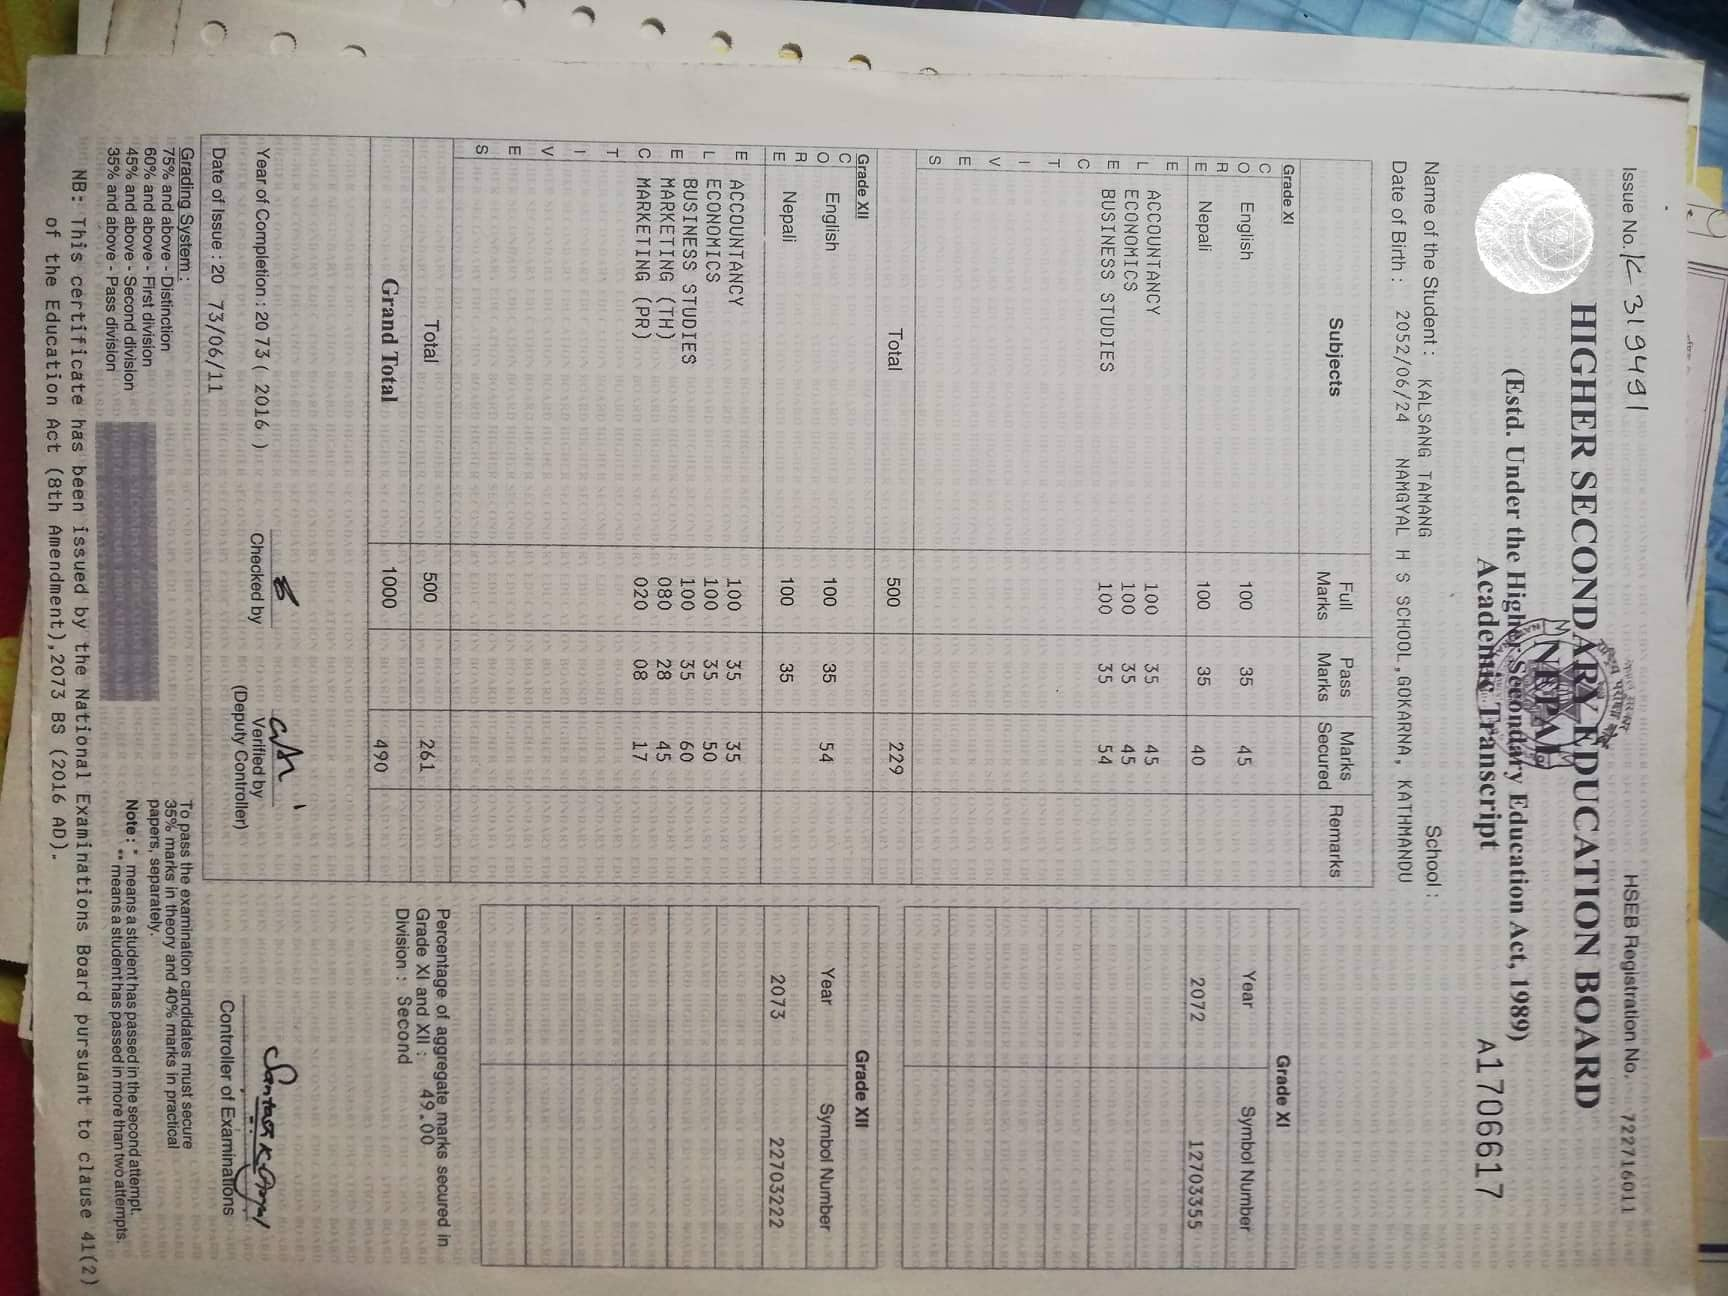 Issue No. K 319491
HSEB Registration No. 722716011
HIGHER SECONDARY EDUCATION BOARD
NEPAL
(Estd. Under the Higher Secondary Education Act, 1989)
Academic Transcript
A1706617
Name of the Student : KALSANG TAMANG School :
Date of Birth : 2052/06/24 NAMGYAL H S SCHOOL,GOKARNA, KATHMANDU
Subjects Full Marks Pass Marks Marks Secured Remarks
Grade XI
C
O English 100 35 45
R
E Nepali 100 35 40
E
L ACCOUNTANCY 100 35 45
E ECONOMICS 100 35 45
C BUSINESS STUDIES 100 35 54
T
I
V
E
S
Total 500 229
Grade XII
C
O English 100 35 54
R
E Nepali 100 35
E ACCOUNTANCY 100 35 35
L ECONOMICS 100 35 50
E BUSINESS STUDIES 100 35 60
C MARKETING (TH) 080 28 45
MARKETING (PR) 020 08 17
T
I
V
E
S
Total 500 261
Grand Total 1000 490
Grade XI
Year Symbol Number
2072 12703355
Grade XII
Year Symbol Number
2073 22703222
Percentage of aggregate marks secured in
Grade XI and XII : 49.00
Division : Second
Year of Completion : 20 73 ( 2016 )
Checked by
Verified by
(Deputy Controller)
Controller of Examinations
Date of Issue : 20 73/06/11
Grading System :
75% and above - Distinction
60% and above - First division
45% and above - Second division
35% and above - Pass division
To pass the examination candidates must secure
35% marks in theory and 40% marks in practical
papers, separately.
Note : * means a student has passed in the second attempt.
** means a student has passed in more than two attempts.
NB: This certificate has been issued by the National Examinations Board pursuant to clause 41(2)
of the Education Act (8th Amendment),2073 BS (2016 AD).